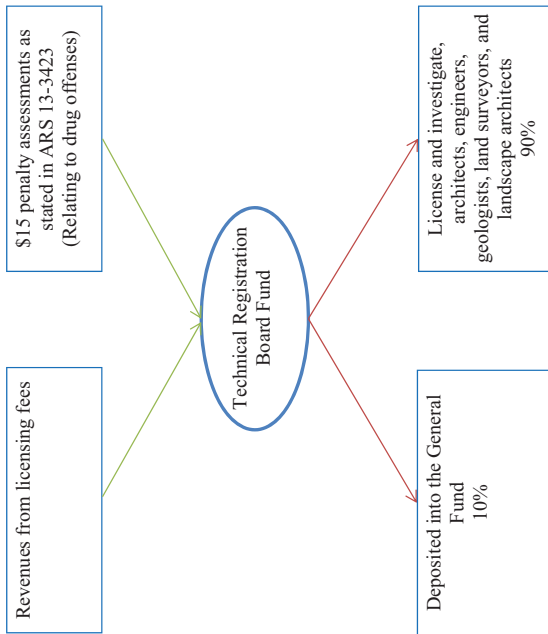 Revenues from licensing fees
$15 penalty assessments as
stated in ARS 13-3423
(Relating to drug offenses)
Technical Registration
Board Fund
Deposited into the General
Fund
10%
License and investigate,
architects, engineers,
geologists, land surveyors, and
landscape architects
90%